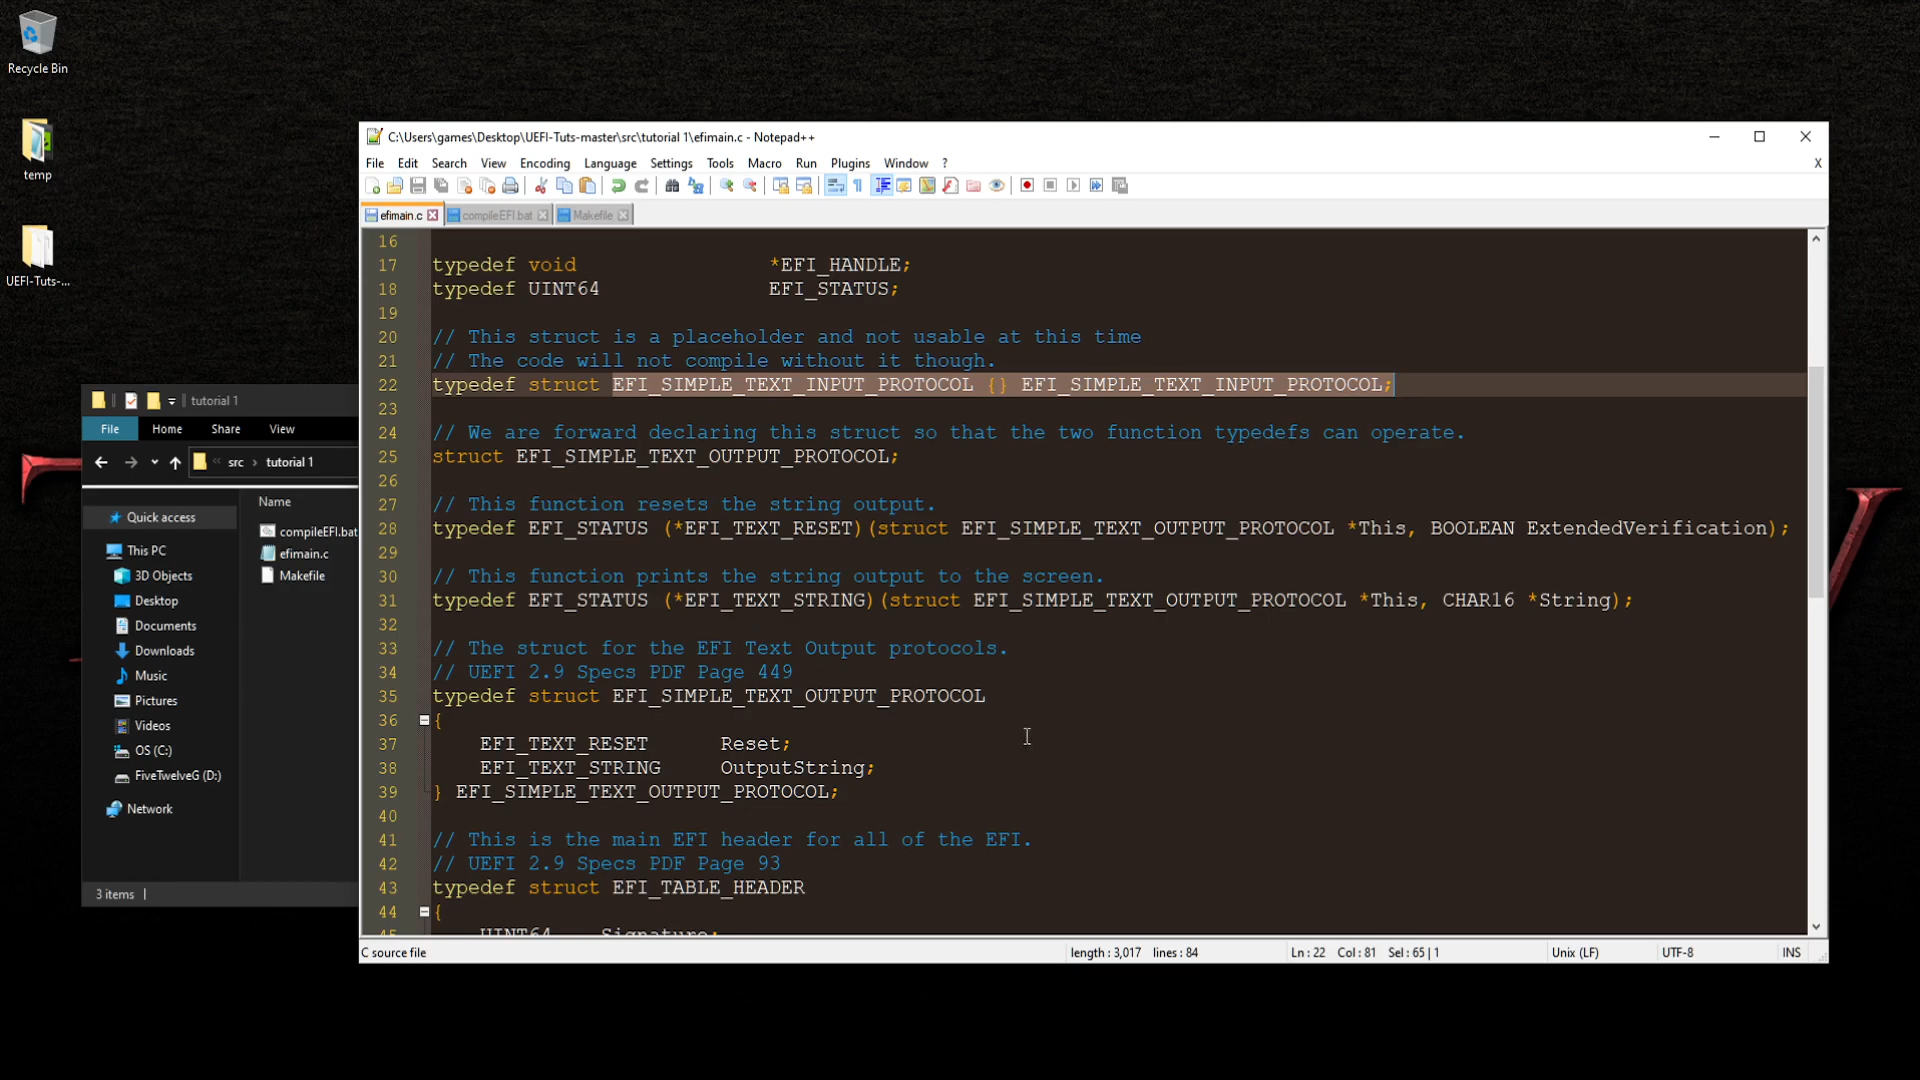 Recycle Bin
temp
UEFI-Tuts-...
tutorial 1
File Home Share View
src > tutorial 1
Name
Quick access
compileEFI.bat
This PC
efimain.c
3D Objects
Makefile
Desktop
Documents
Downloads
Music
Pictures
Videos
OS (C:)
FiveTwelveG (D:)
Network
3 items
C:\Users\games\Desktop\UEFI-Tuts-master\src\tutorial 1\efimain.c - Notepad++
File Edit Search View Encoding Language Settings Tools Macro Run Plugins Window ? X
efimain.c compileEFI.bat Makefile
16
17 typedef void *EFI_HANDLE;
18 typedef UINT64 EFI_STATUS;
19
20 // This struct is a placeholder and not usable at this time
21 // The code will not compile without it though.
22 typedef struct EFI_SIMPLE_TEXT_INPUT_PROTOCOL {} EFI_SIMPLE_TEXT_INPUT_PROTOCOL;
23
24 // We are forward declaring this struct so that the two function typedefs can operate.
25 struct EFI_SIMPLE_TEXT_OUTPUT_PROTOCOL;
26
27 // This function resets the string output.
28 typedef EFI_STATUS (*EFI_TEXT_RESET)(struct EFI_SIMPLE_TEXT_OUTPUT_PROTOCOL *This, BOOLEAN ExtendedVerification);
29
30 // This function prints the string output to the screen.
31 typedef EFI_STATUS (*EFI_TEXT_STRING)(struct EFI_SIMPLE_TEXT_OUTPUT_PROTOCOL *This, CHAR16 *String);
32
33 // The struct for the EFI Text Output protocols.
34 // UEFI 2.9 Specs PDF Page 449
35 typedef struct EFI_SIMPLE_TEXT_OUTPUT_PROTOCOL
36 {
37 EFI_TEXT_RESET Reset;
38 EFI_TEXT_STRING OutputString;
39 } EFI_SIMPLE_TEXT_OUTPUT_PROTOCOL;
40
41 // This is the main EFI header for all of the EFI.
42 // UEFI 2.9 Specs PDF Page 93
43 typedef struct EFI_TABLE_HEADER
44 {
45 UINT64 Signature;
C source file length : 3,017 lines : 84 Ln : 22 Col : 81 Sel : 65 | 1 Unix (LF) UTF-8 INS